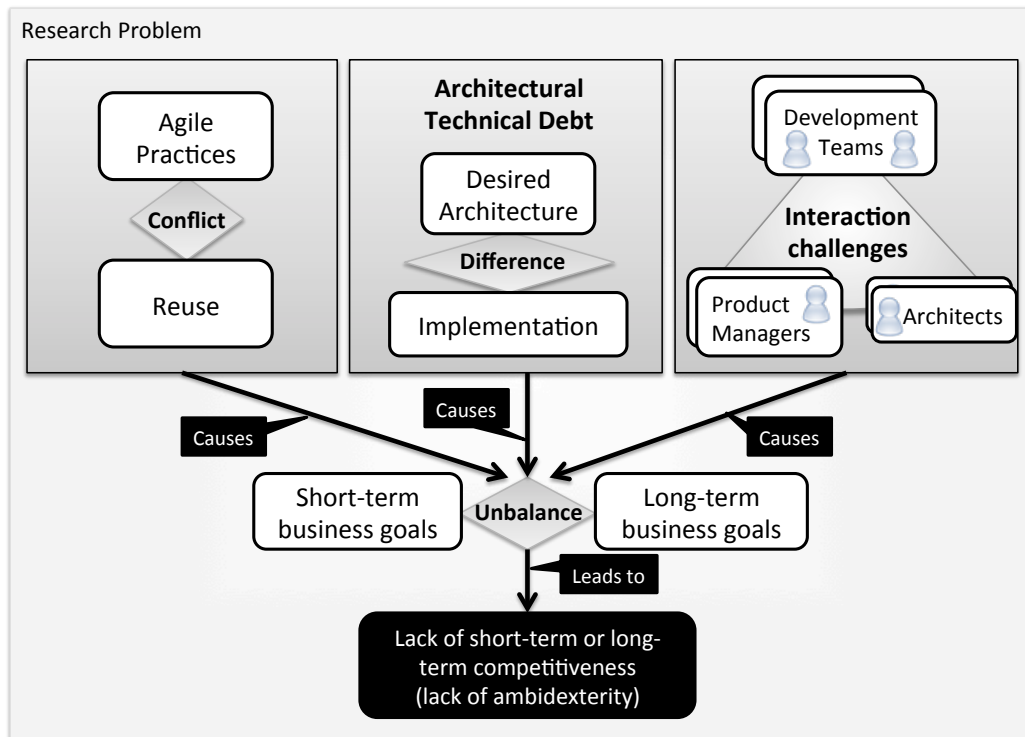 Research Problem
Agile
Practices
Conflict
Reuse
Architectural
Technical Debt
Desired
Architecture
Difference
Implementation
Development
Teams
Interaction
challenges
Product
Managers
Architects
Causes
Causes
Causes
Short-term
business goals
Unbalance
Long-term
business goals
Leads to
Lack of short-term or long-
term competitiveness
(lack of ambidexterity)